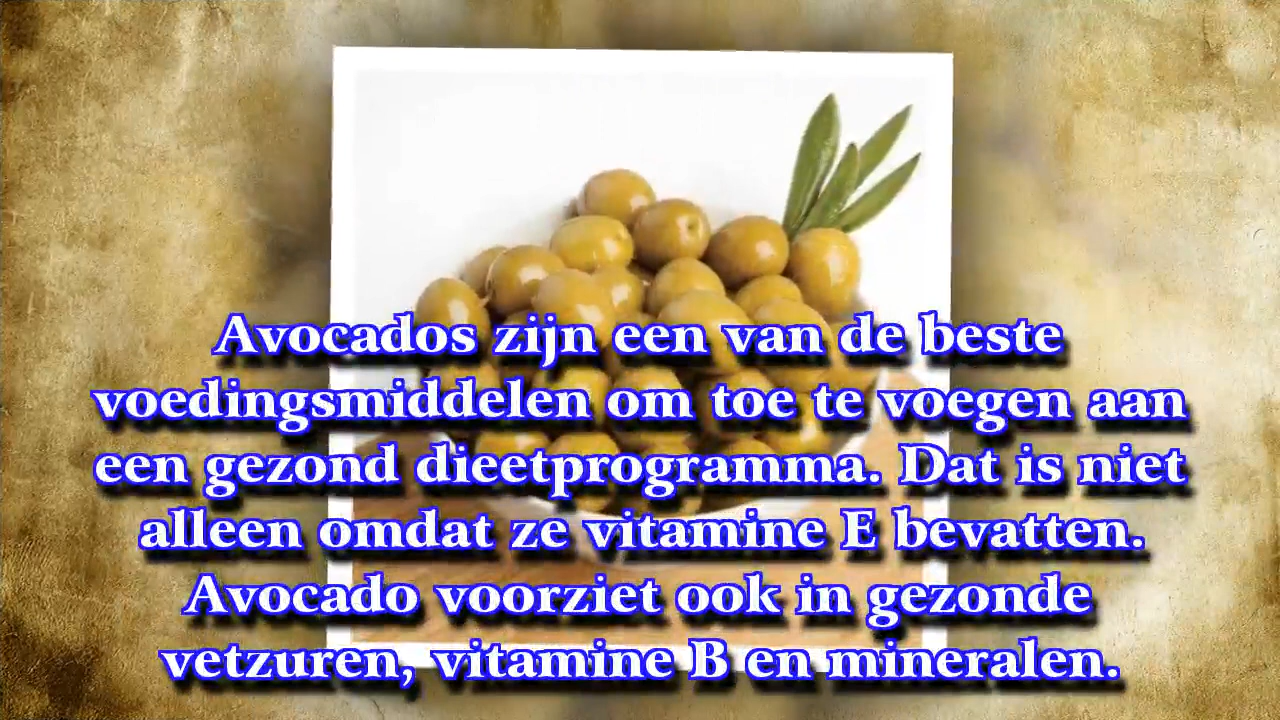 Avocados zijn een van de beste
voedingsmiddelen om toe te voegen aan
een gezond dieetprogramma. Dat is niet
alleen omdat ze vitamine E bevatten.
Avocado voorziet ook in gezonde
vetzuren, vitamine B en mineralen.